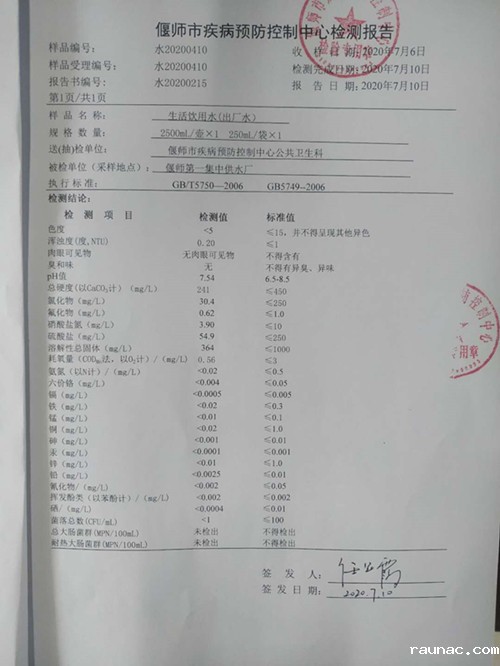 偃师市疾病预防控制中心检测报告
样品编号: 水20200410 收 样 日 期:2020年7月6日
样品受理编号: 水20200410 检测完成日期:2020年7月10日
报告书编号: 水20200215 报 告 日 期:2020年7月10日
第1页/共1页
样 品 名 称: 生活饮用水(出厂水)
规 格 数 量: 2500mL/壶×1 250mL/袋×1
送(抽)检单位: 偃师市疾病预防控制中心公共卫生科
被检单位(采样地点): 偃师第一集中供水厂
执 行 标 准: GB/T5750—2006 GB5749--2006
检测结论:
检 测 项 目 检测值 标准值
色度 <5 ≤15，并不得呈现其他异色
浑浊度(度,NTU) 0.20 ≤1
肉眼可见物 无肉眼可见物 不得含有
臭和味 无 不得有异臭、异味
pH值 7.54 6.5-8.5
总硬度(以CaCO3计) (mg/L) 241 ≤450
氯化物(mg/L) 30.4 ≤250
氟化物(mg/L) 0.62 ≤1.0
硝酸盐氮(mg/L) 3.90 ≤10
硫酸盐(mg/L) 54.9 ≤250
溶解性总固体(mg/L) 364 ≤1000
耗氧量(CODMn法，以O2计)/(mg/L) 0.56 ≤3
氨氮(以N计)/(mg/L) <0.02 ≤0.5
六价铬(mg/L) <0.004 ≤0.05
镉(mg/L) <0.0005 ≤0.005
铁(mg/L) <0.02 ≤0.3
锰(mg/L) <0.01 ≤0.1
铜(mg/L) <0.02 ≤1.0
砷(mg/L) <0.001 ≤0.01
汞(mg/L) <0.0001 ≤0.001
锌(mg/L) <0.01 ≤1.0
铅(mg/L) <0.0025 ≤0.01
氰化物/(mg/L) <0.002 ≤0.05
挥发酚类(以苯酚计)/(mg/L) <0.002 ≤0.002
硒/(mg/L) <0.0004 ≤0.01
菌落总数(CFU/mL) <1 ≤100
总大肠菌群(MPN/100mL) 未检出 不得检出
耐热大肠菌群(MPN/100mL) 未检出 不得检出
签 发 人:
签 发 日 期: 2020.7.10
raunac.com